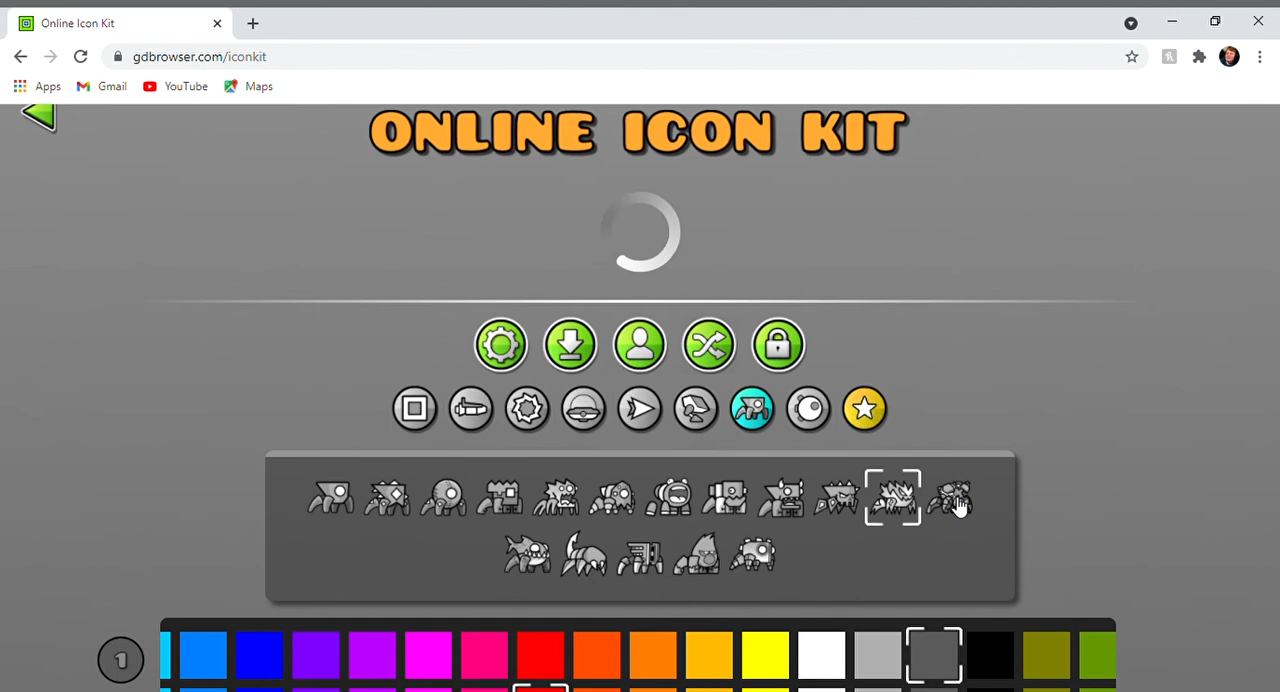 Online Icon Kit
gdbrowser.com/iconkit
Apps Gmail YouTube Maps
ONLINE ICON KIT
1